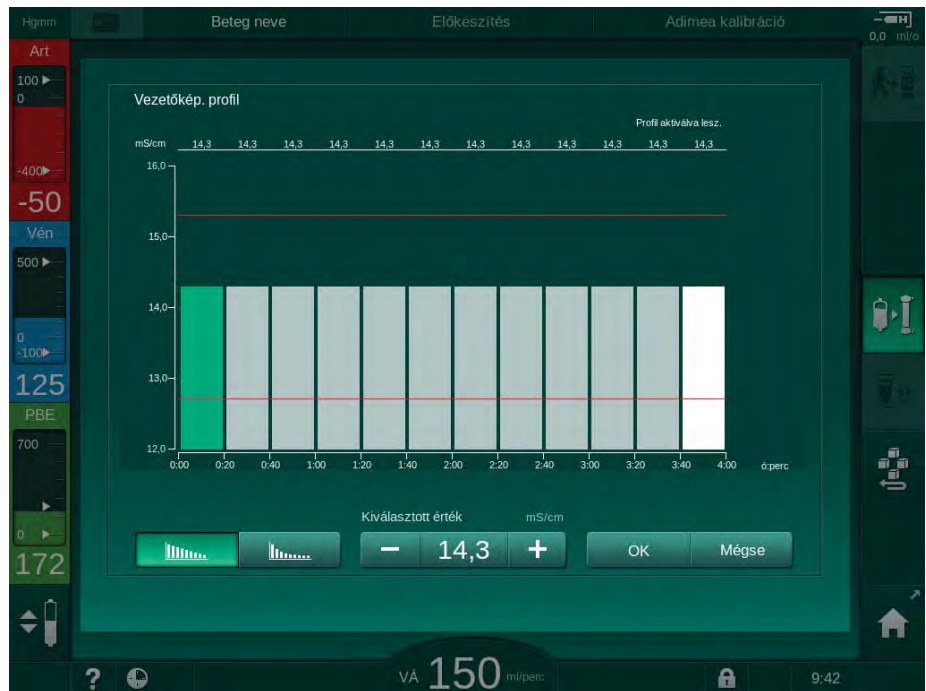 Hgmm Beteg neve Előkészítés Adimea kalibráció H
0,0 ml/ó
Art
100
0
-400
-50
Vén
500
0
-100
125
PBE
700
0
172
Vezetőkép. profil
Profil aktiválva lesz.
mS/cm 14,3 14,3 14,3 14,3 14,3 14,3 14,3 14,3 14,3 14,3 14,3 14,3
16,0
15,0
14,0
13,0
12,0
0:00 0:20 0:40 1:00 1:20 1:40 2:00 2:20 2:40 3:00 3:20 3:40 4:00 ó:perc
Kiválasztott érték mS/cm
− 14,3 + OK Mégse
? VÁ 150 ml/perc 9:42